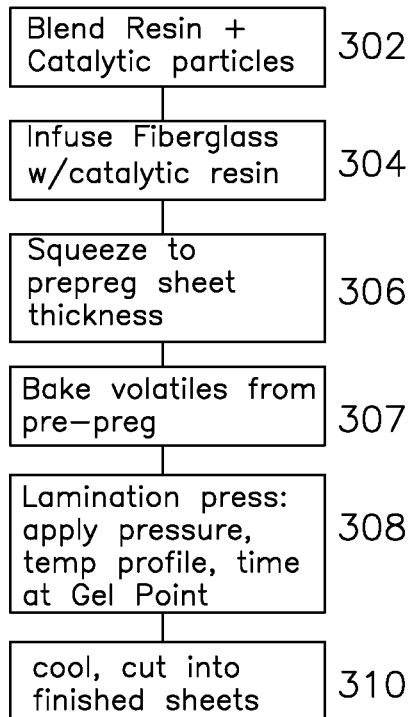 Blend Resin +
Catalytic particles
302
Infuse Fiberglass
w/catalytic resin
304
Squeeze to
prepreg sheet
thickness
306
Bake volatiles from
pre-preg
307
Lamination press:
apply pressure,
temp profile, time
at Gel Point
308
cool, cut into
finished sheets
310